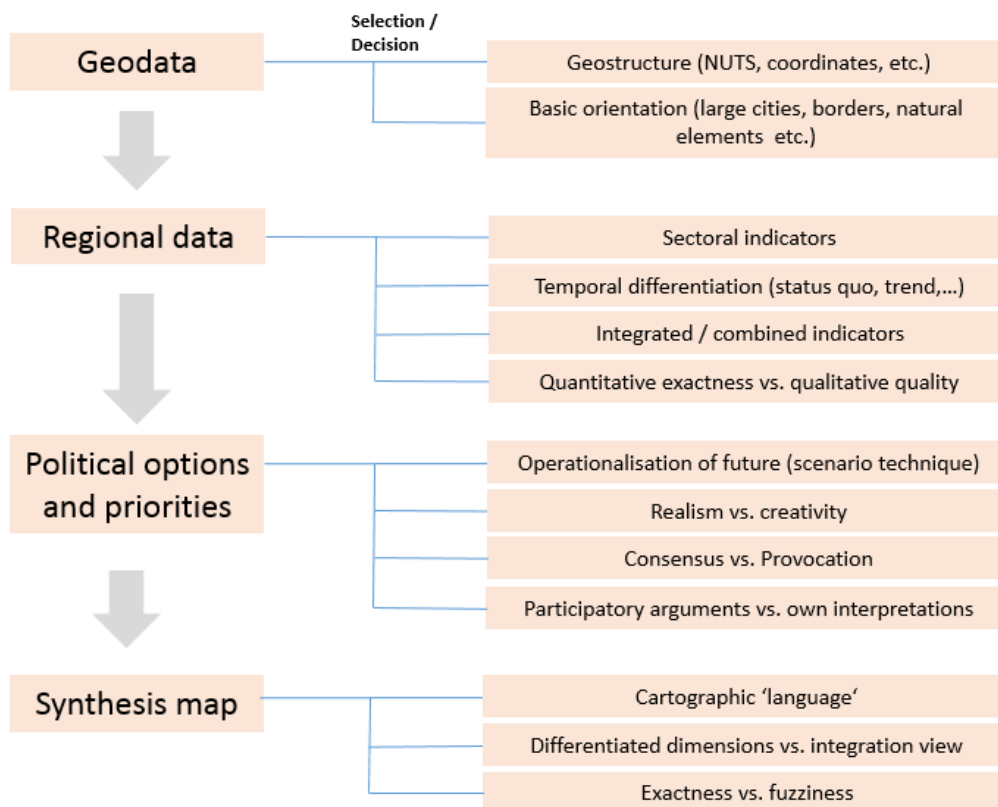 Selection /
Decision
Geodata
Geostructure (NUTS, coordinates, etc.)
Basic orientation (large cities, borders, natural
elements  etc.)
Regional data
Sectoral indicators
Temporal differentiation (status quo, trend,...)
Integrated / combined indicators
Quantitative exactness vs. qualitative quality
Political options
and priorities
Operationalisation of future (scenario technique)
Realism vs. creativity
Consensus vs. Provocation
Participatory arguments vs. own interpretations
Synthesis map
Cartographic ‘language‘
Differentiated dimensions vs. integration view
Exactness vs. fuzziness